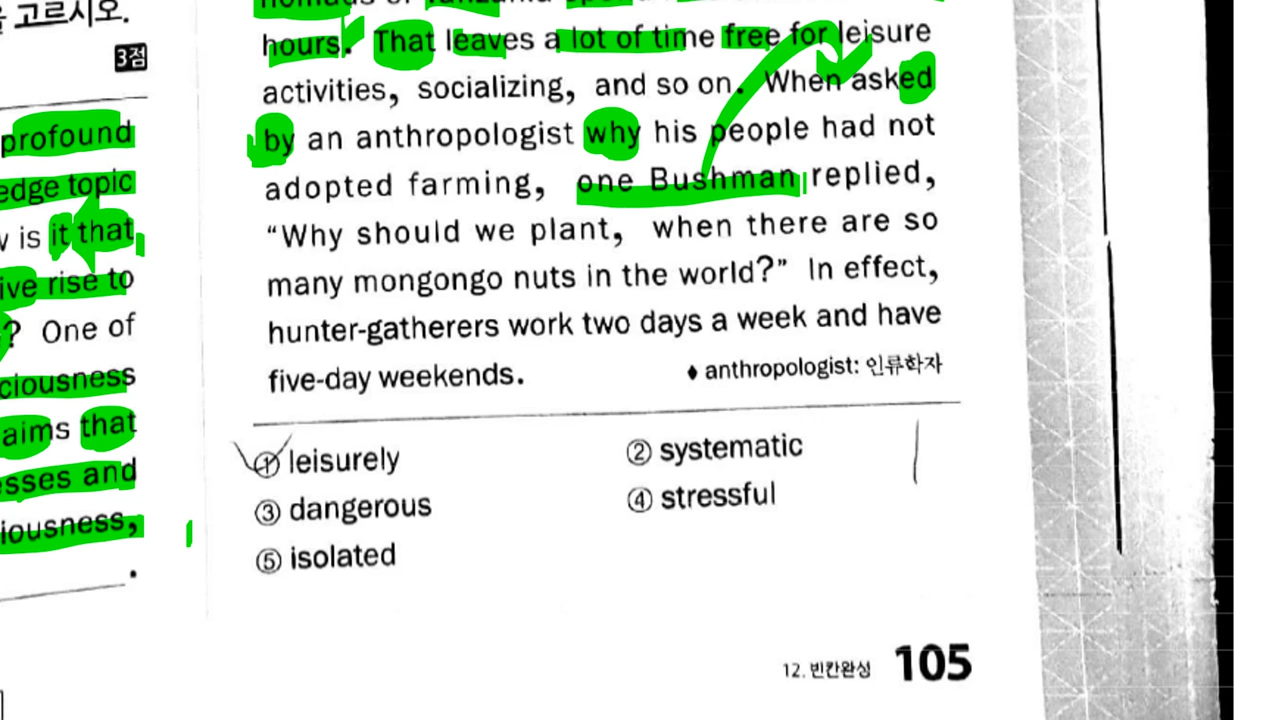 고르시오.
3점
profound
edge topic
is it that
ive rise to
? One of
ciousness
aims that
esses and
iousness,
nomads of Tanzania
hours. That leaves a lot of time free for leisure
activities, socializing, and so on. When asked
by an anthropologist why his people had not
adopted farming, one Bushman replied,
“Why should we plant, when there are so
many mongongo nuts in the world?” In effect,
hunter-gatherers work two days a week and have
five-day weekends.
♦ anthropologist: 인류학자
① leisurely
② systematic
③ dangerous
④ stressful
⑤ isolated
12. 빈칸완성 105